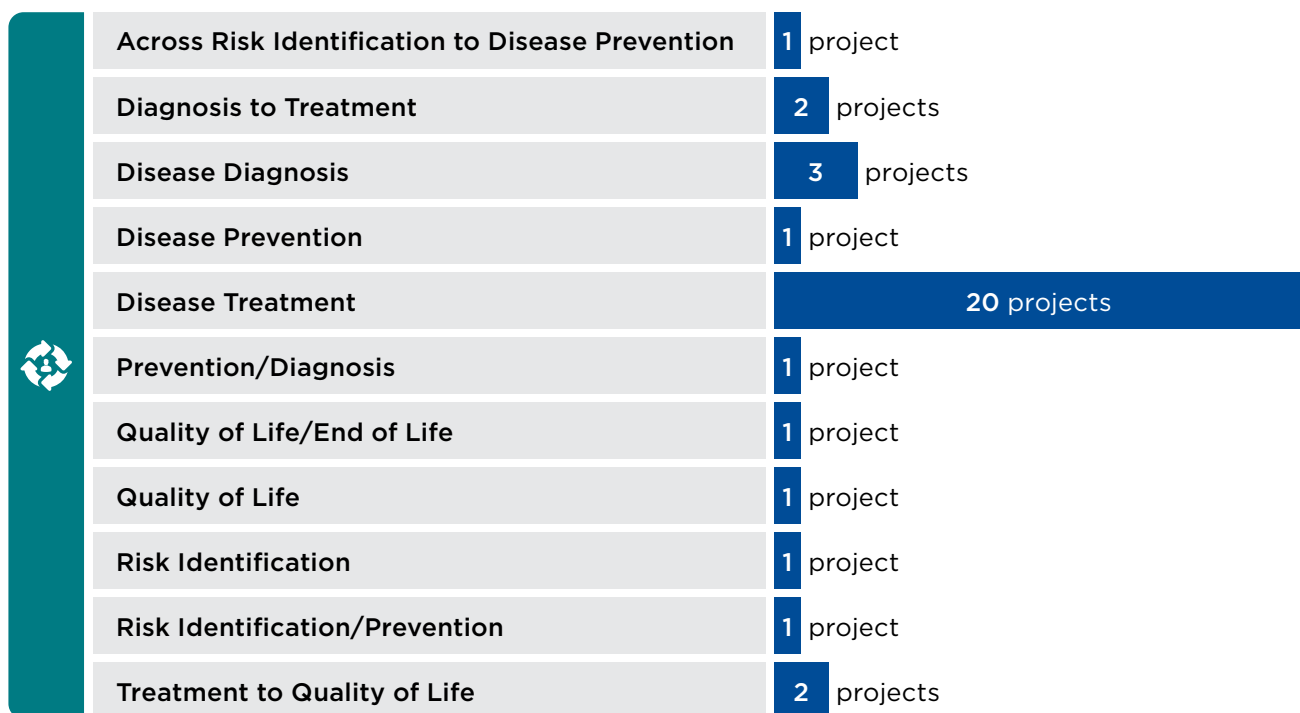 Across Risk Identification to Disease Prevention 1 project
Diagnosis to Treatment 2 projects
Disease Diagnosis 3 projects
Disease Prevention 1 project
Disease Treatment 20 projects
Prevention/Diagnosis 1 project
Quality of Life/End of Life 1 project
Quality of Life 1 project
Risk Identification 1 project
Risk Identification/Prevention 1 project
Treatment to Quality of Life 2 projects